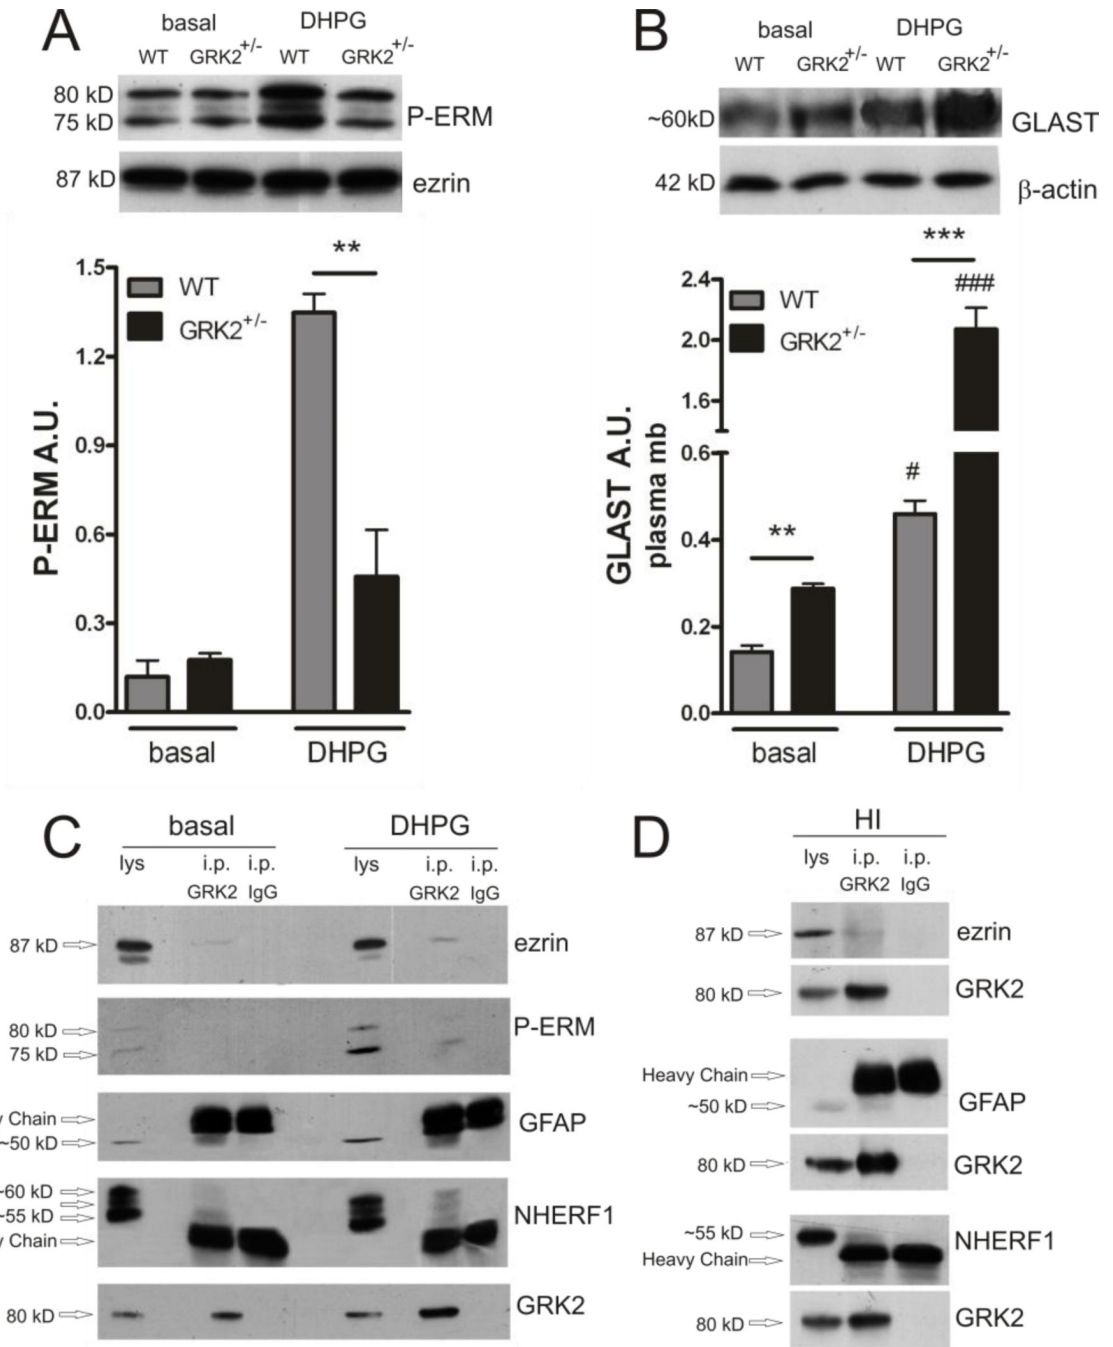 A
basal DHPG
WT GRK2+/- WT GRK2+/-
80 kD
75 kD
P-ERM
87 kD
ezrin
**
1.5
WT
GRK2+/-
1.2
0.9
0.6
0.3
0.0
P-ERM A.U.
basal DHPG
B
basal DHPG
WT GRK2+/- WT GRK2+/-
~60kD
GLAST
42 kD
β-actin
***
###
2.4
WT
GRK2+/-
2.0
1.6
0.6
#
0.4
**
0.2
0.0
GLAST A.U.
plasma mb
basal DHPG
C
basal DHPG
lys i.p. i.p. lys i.p. i.p.
GRK2 IgG GRK2 IgG
87 kD
ezrin
80 kD
P-ERM
75 kD
y Chain
GFAP
~50 kD
~60 kD
~55 kD
NHERF1
y Chain
80 kD
GRK2
D
HI
lys i.p. i.p.
GRK2 IgG
87 kD
ezrin
80 kD
GRK2
Heavy Chain
~50 kD
GFAP
80 kD
GRK2
~55 kD
NHERF1
Heavy Chain
80 kD
GRK2